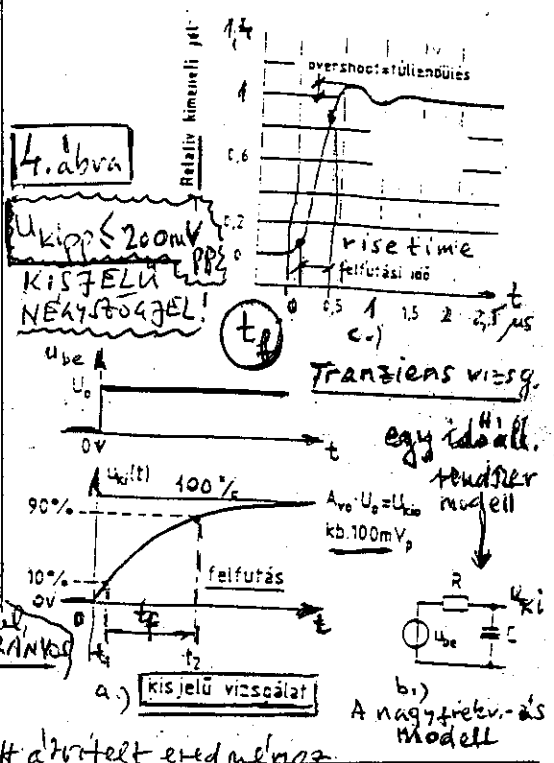 1,4
Relatív kimeneti jel
overshoot=túllendülés
1
0,6
0,2
0
rise time
felfutási idő
0 0,5 1 1,5 2 2,5 t
μs
c.)
4. ábra
Ukipp ≤ 200mV
pp
KISJELŰ
NÉGYSZÖGJEL!
tf
Tranziens vizsg.
egy időáll.
rendszer
modell
Ube
U₀
0V
t
Uki(t)
100%
90%
10%
0V
0
felfutás
tf
t₁
t₂
t
Av0·U₀=Ukio
kb.100mVp
R
Uki
Ube
C
a.) kisjelű vizsgálat
b.)
A nagyfrekv.-ás
modell
átvitelt eredményez